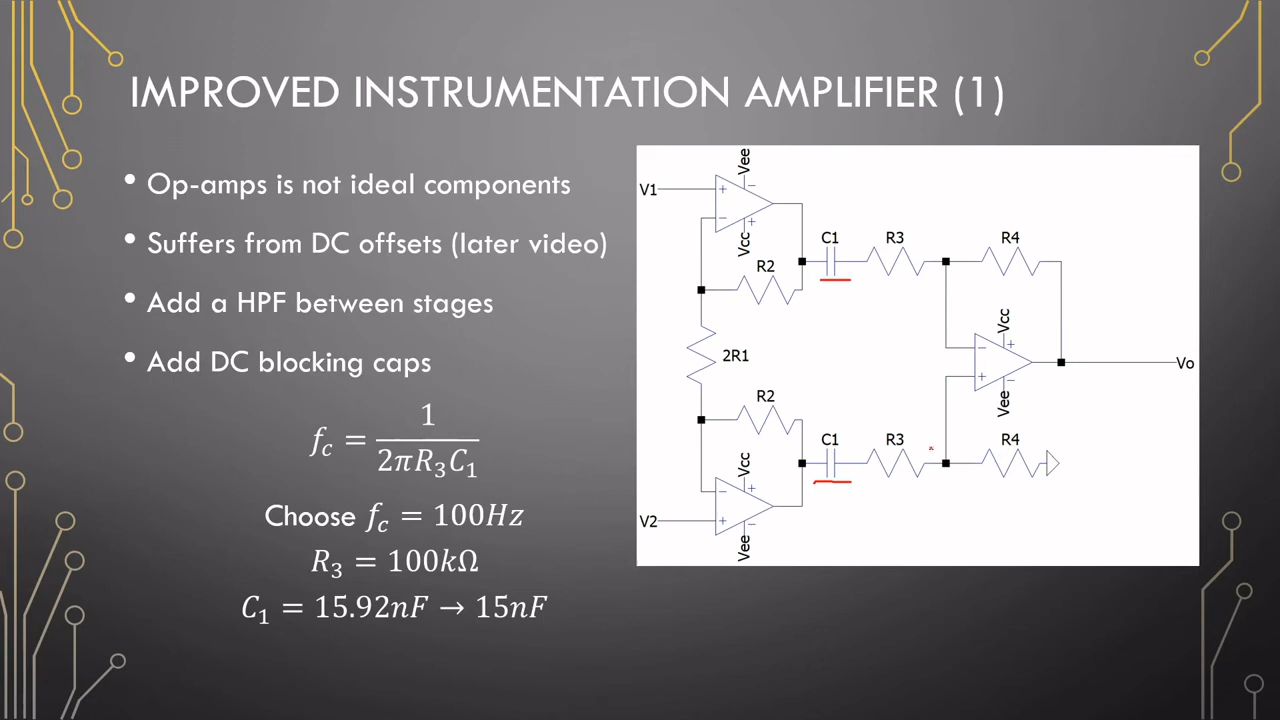 IMPROVED INSTRUMENTATION AMPLIFIER (1)
• Op-amps is not ideal components
• Suffers from DC offsets (later video)
• Add a HPF between stages
• Add DC blocking caps
f_c = 1 / 2πR_3C_1
Choose f_c = 100Hz
R_3 = 100kΩ
C_1 = 15.92nF → 15nF
Vee
V1
+
−
−
+
Vcc
R2
C1
R3
R4
2R1
Vcc
+
−
+
−
Vee
Vo
R2
C1
R3
R4
Vcc
+
−
+
−
V2
Vee